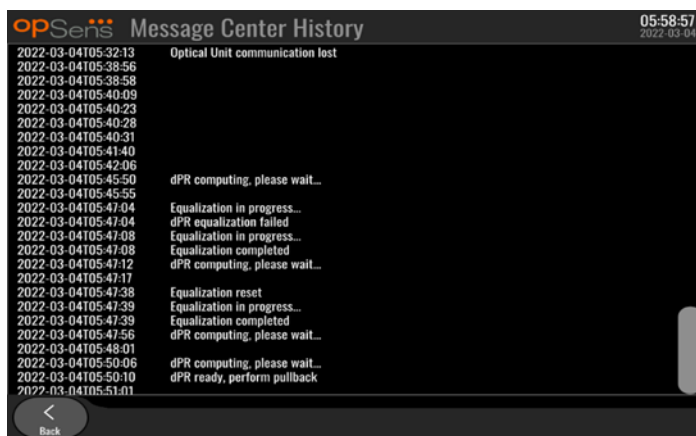 opSens Message Center History 05:58:57
2022-03-04
2022-03-04T05:32:13 Optical Unit communication lost
2022-03-04T05:38:56
2022-03-04T05:38:58
2022-03-04T05:40:09
2022-03-04T05:40:23
2022-03-04T05:40:28
2022-03-04T05:40:31
2022-03-04T05:41:40
2022-03-04T05:42:06
2022-03-04T05:45:50 dPR computing, please wait...
2022-03-04T05:45:55
2022-03-04T05:47:04 Equalization in progress...
2022-03-04T05:47:04 dPR equalization failed
2022-03-04T05:47:08 Equalization in progress...
2022-03-04T05:47:08 Equalization completed
2022-03-04T05:47:12 dPR computing, please wait...
2022-03-04T05:47:17
2022-03-04T05:47:38 Equalization reset
2022-03-04T05:47:39 Equalization in progress...
2022-03-04T05:47:39 Equalization completed
2022-03-04T05:47:56 dPR computing, please wait...
2022-03-04T05:48:01
2022-03-04T05:50:06 dPR computing, please wait...
2022-03-04T05:50:10 dPR ready, perform pullback
2022-03-04T05:51:01
Back